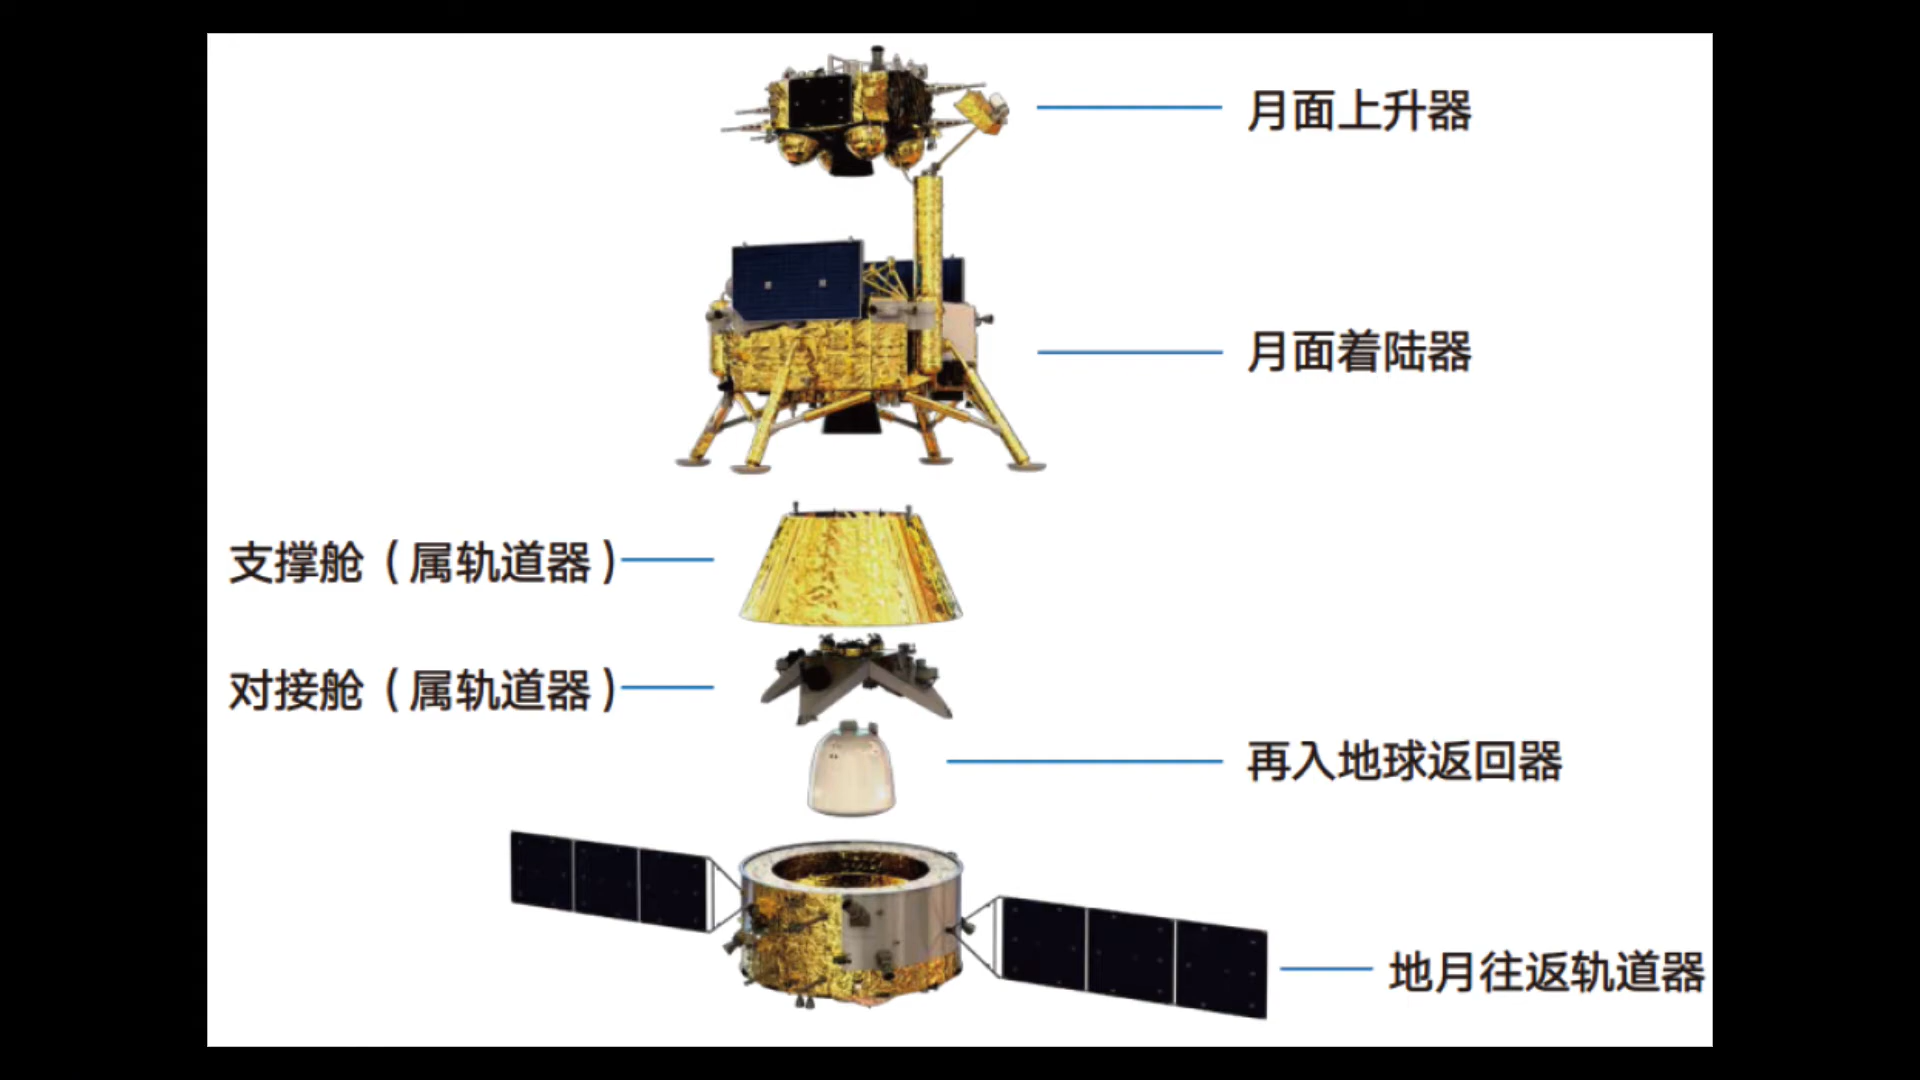 月面上升器
月面着陆器
支撑舱（属轨道器）
对接舱（属轨道器）
再入地球返回器
地月往返轨道器